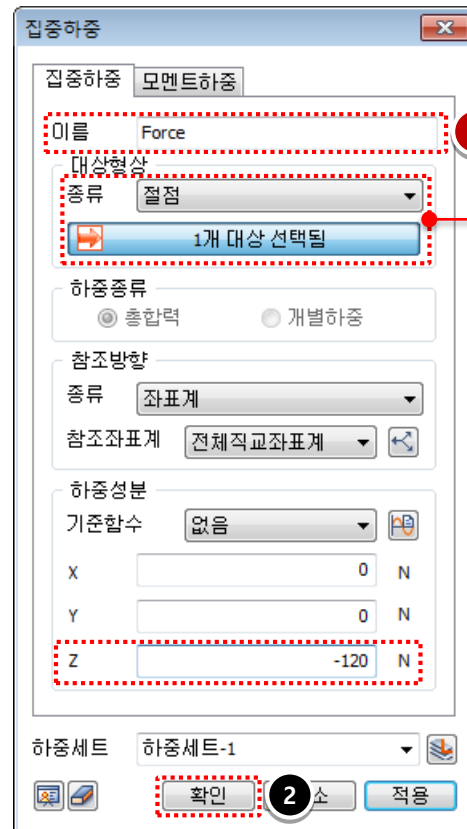 집중하중
집중하중 모멘트하중
이름 Force
대상형상
종류 절점
1개 대상 선택됨
하중종류
총합력 개별하중
참조방향
종류 좌표계
참조좌표계 전체직교좌표계
하중성분
기준함수 없음
X 0 N
Y 0 N
Z -120 N
하중세트 하중세트-1
확인 2 소 적용